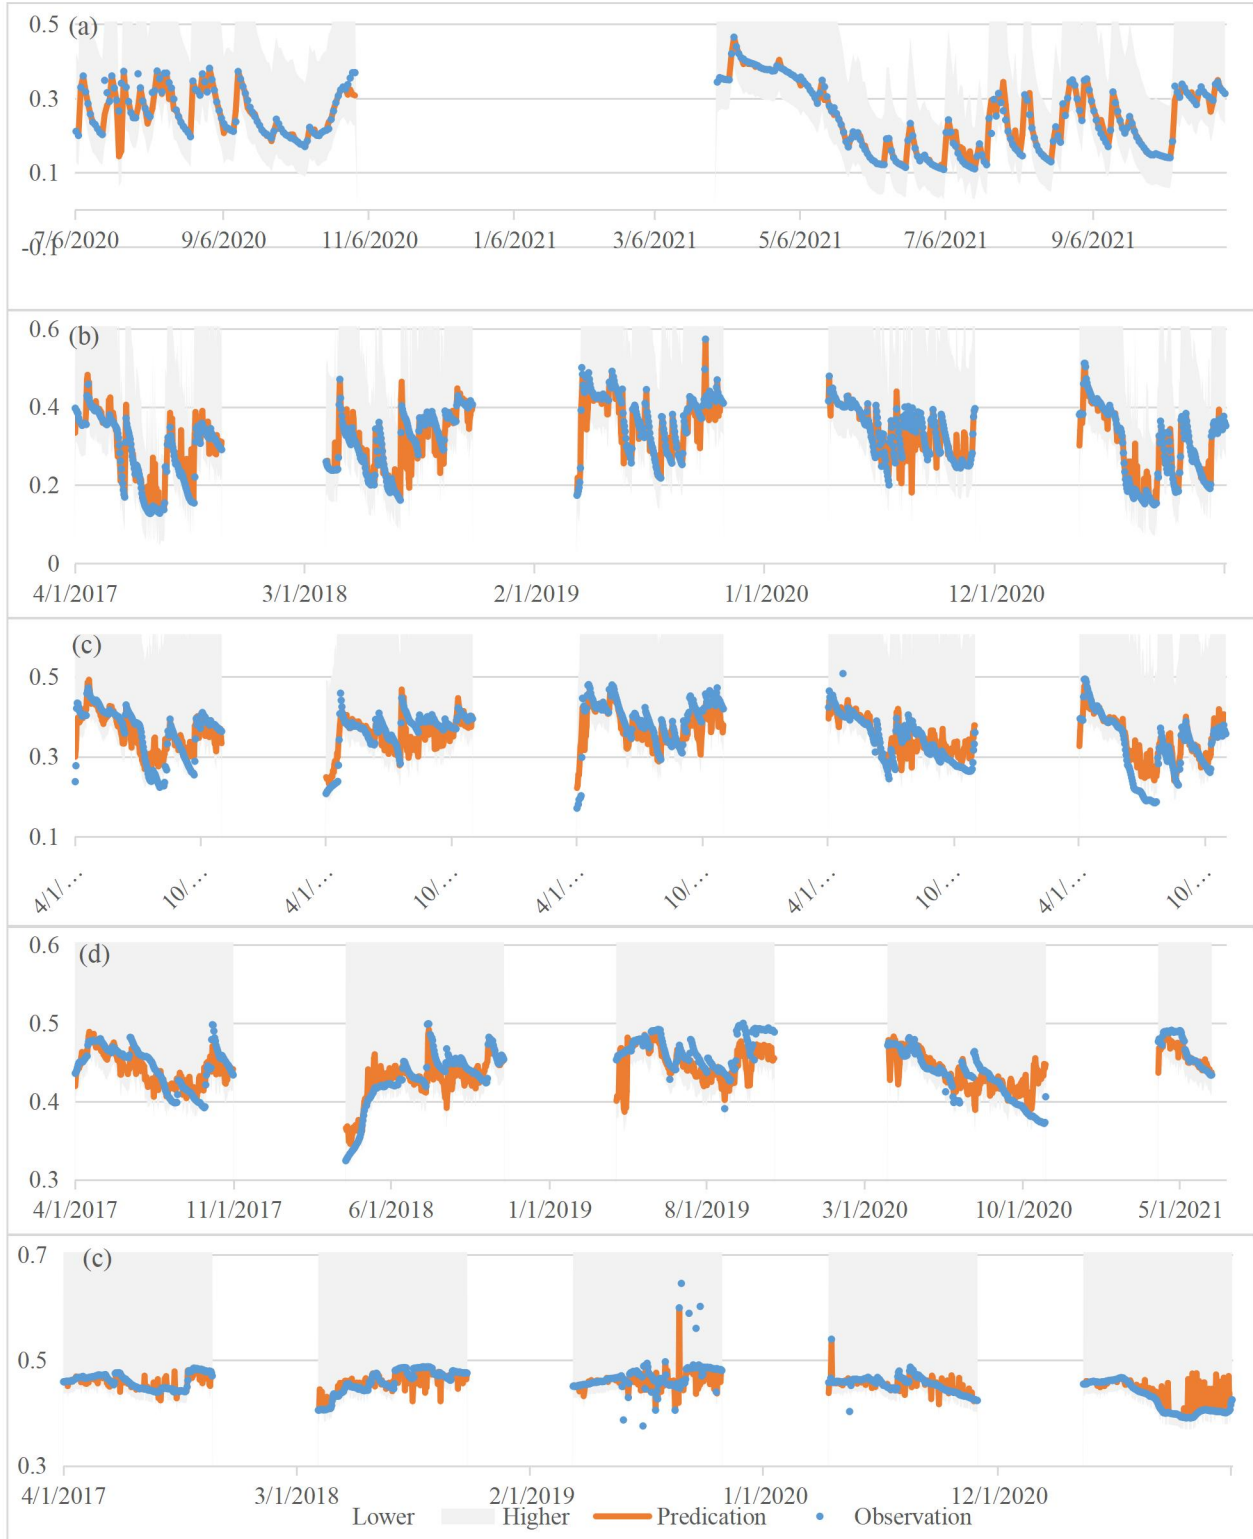 (a)
0.5
0.3
0.1
-0.1
7/6/2020 9/6/2020 11/6/2020 1/6/2021 3/6/2021 5/6/2021 7/6/2021 9/6/2021
(b)
0.6
0.4
0.2
0
4/1/2017 3/1/2018 2/1/2019 1/1/2020 12/1/2020
(c)
0.5
0.3
0.1
4/1/... 10/... 4/1/... 10/... 4/1/... 10/... 4/1/... 10/... 4/1/... 10/...
(d)
0.6
0.5
0.4
0.3
4/1/2017 11/1/2017 6/1/2018 1/1/2019 8/1/2019 3/1/2020 10/1/2020 5/1/2021
(c)
0.7
0.5
0.3
4/1/2017 3/1/2018 2/1/2019 1/1/2020 12/1/2020
Lower Higher Predication Observation